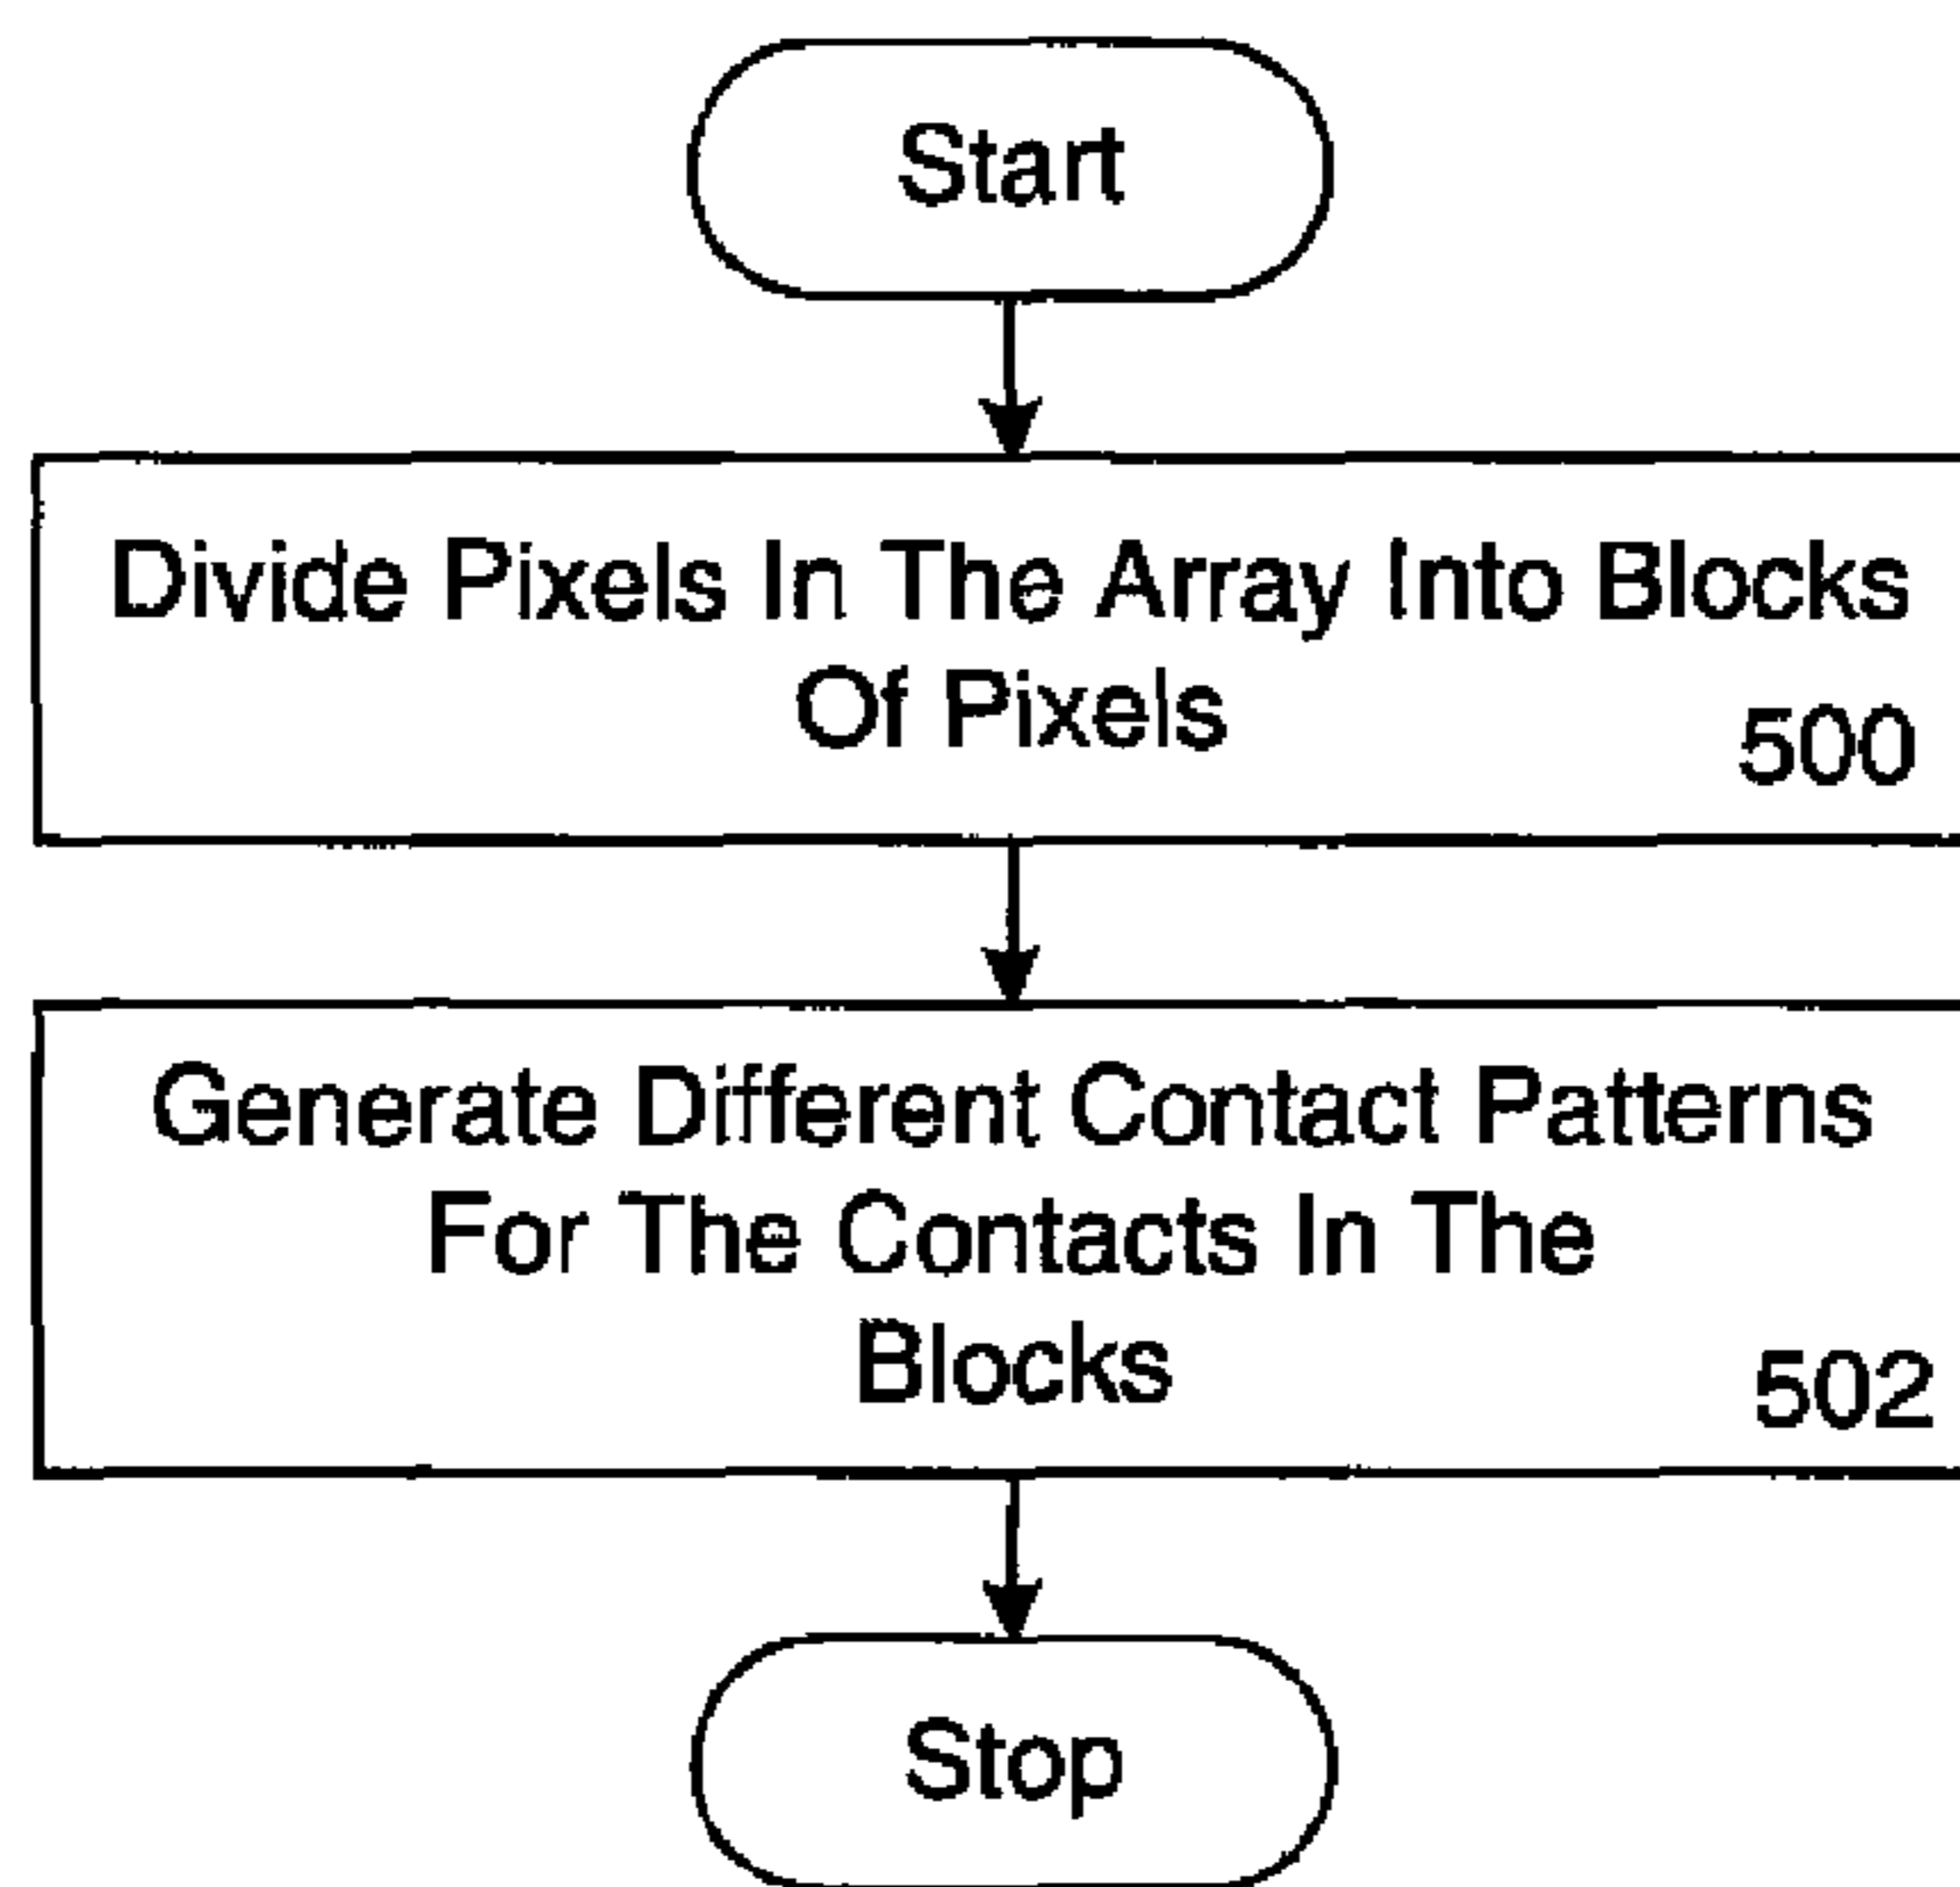 Start
Divide Pixels In The Array Into Blocks
Of Pixels
500
Generate Different Contact Patterns
For The Contacts In The
Blocks
502
Stop